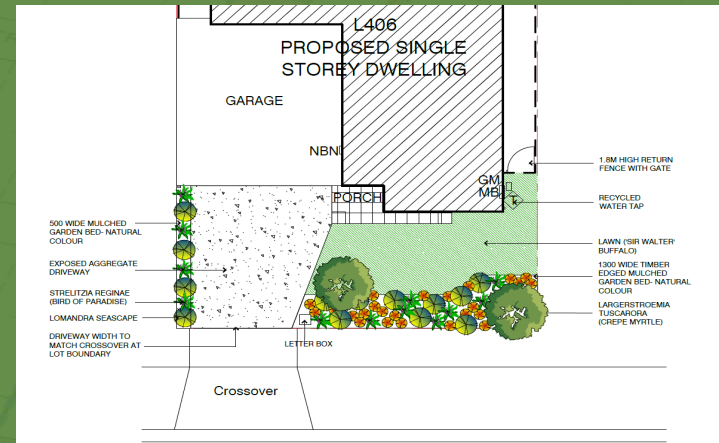 L406
PROPOSED SINGLE
STOREY DWELLING
GARAGE
NBN
PORCH
GM
MB
500 WIDE MULCHED
GARDEN BED- NATURAL
COLOUR
EXPOSED AGGREGATE
DRIVEWAY
STRELITZIA REGINAE
(BIRD OF PARADISE)
LOMANDRA SEASCAPE
DRIVEWAY WIDTH TO
MATCH CROSSOVER AT
LOT BOUNDARY
LETTER BOX
Crossover
1.8M HIGH RETURN
FENCE WITH GATE
RECYCLED
WATER TAP
LAWN ('SIR WALTER'
BUFFALO)
1300 WIDE TIMBER
EDGED MULCHED
GARDEN BED- NATURAL
COLOUR
LARGERSTROEMIA
TUSCARORA
(CREPE MYRTLE)